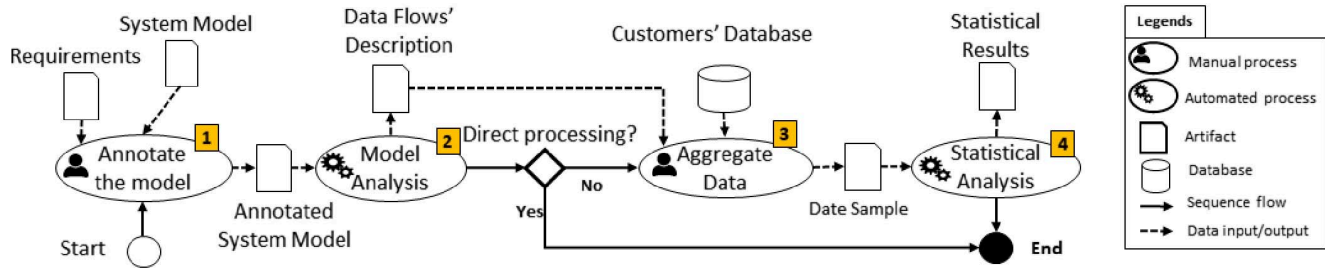 Requirements
System Model
Data Flows'
Description
Customers' Database
Statistical
Results
1
Annotate
the model
2
Model
Analysis
Direct processing?
No
Yes
3
Aggregate
Data
4
Statistical
Analysis
Start
Annotated
System Model
Date Sample
End
Legends
Manual process
Automated process
Artifact
Database
Sequence flow
Data input/output